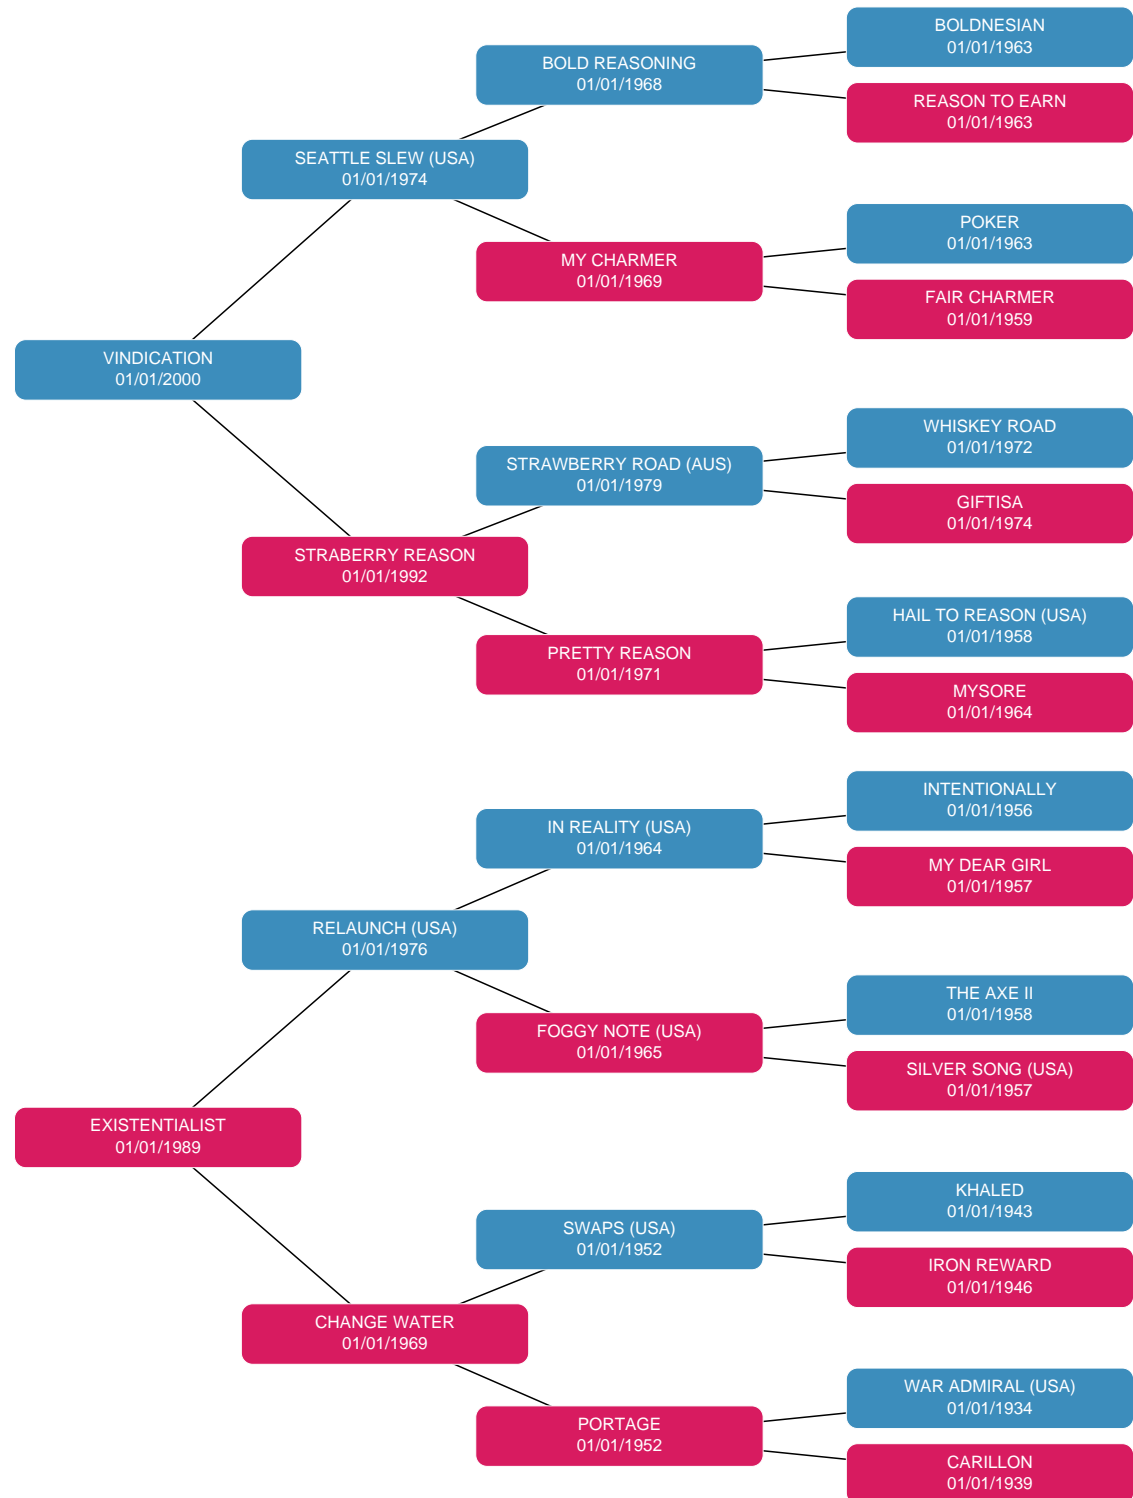 BOLDNESIAN
01/01/1963
BOLD REASONING
01/01/1968
REASON TO EARN
01/01/1963
SEATTLE SLEW (USA)
01/01/1974
POKER
01/01/1963
MY CHARMER
01/01/1969
FAIR CHARMER
01/01/1959
VINDICATION
01/01/2000
WHISKEY ROAD
01/01/1972
STRAWBERRY ROAD (AUS)
01/01/1979
GIFTISA
01/01/1974
STRABERRY REASON
01/01/1992
HAIL TO REASON (USA)
01/01/1958
PRETTY REASON
01/01/1971
MYSORE
01/01/1964
INTENTIONALLY
01/01/1956
IN REALITY (USA)
01/01/1964
MY DEAR GIRL
01/01/1957
RELAUNCH (USA)
01/01/1976
THE AXE II
01/01/1958
FOGGY NOTE (USA)
01/01/1965
SILVER SONG (USA)
01/01/1957
EXISTENTIALIST
01/01/1989
KHALED
01/01/1943
SWAPS (USA)
01/01/1952
IRON REWARD
01/01/1946
CHANGE WATER
01/01/1969
WAR ADMIRAL (USA)
01/01/1934
PORTAGE
01/01/1952
CARILLON
01/01/1939